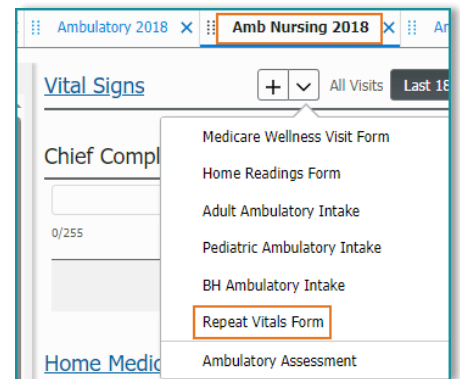 Ambulatory 2018 × Amb Nursing 2018 ×
Vital Signs + All Visits Last 18
Chief Compl
0/255
Medicare Wellness Visit Form
Home Readings Form
Adult Ambulatory Intake
Pediatric Ambulatory Intake
BH Ambulatory Intake
Repeat Vitals Form
Ambulatory Assessment
Home Medic